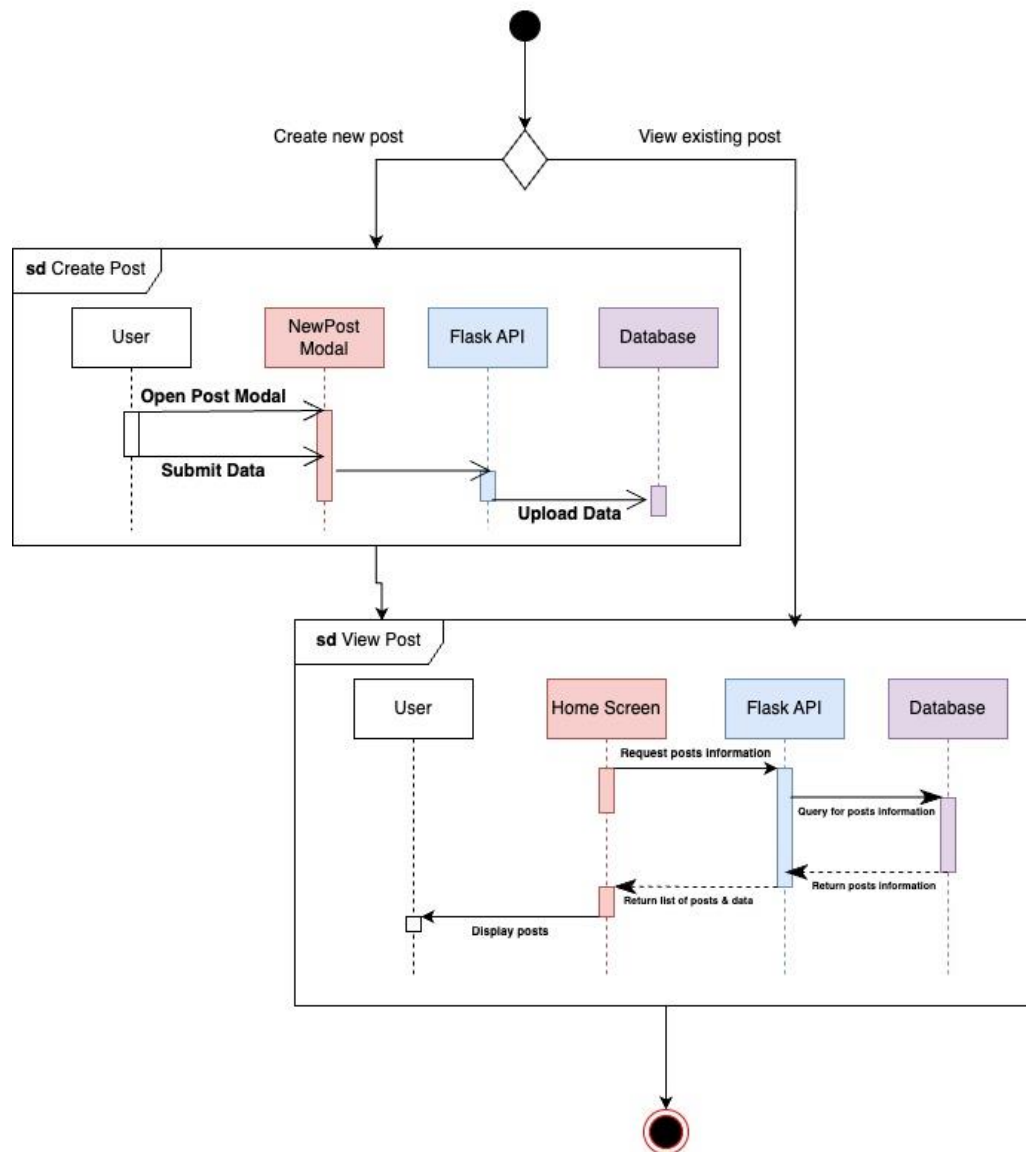 Create new post
View existing post
sd Create Post
User
NewPost
Modal
Flask API
Database
Open Post Modal
Submit Data
Upload Data
sd View Post
User
Home Screen
Flask API
Database
Request posts information
Query for posts information
Return posts information
Return list of posts & data
Display posts